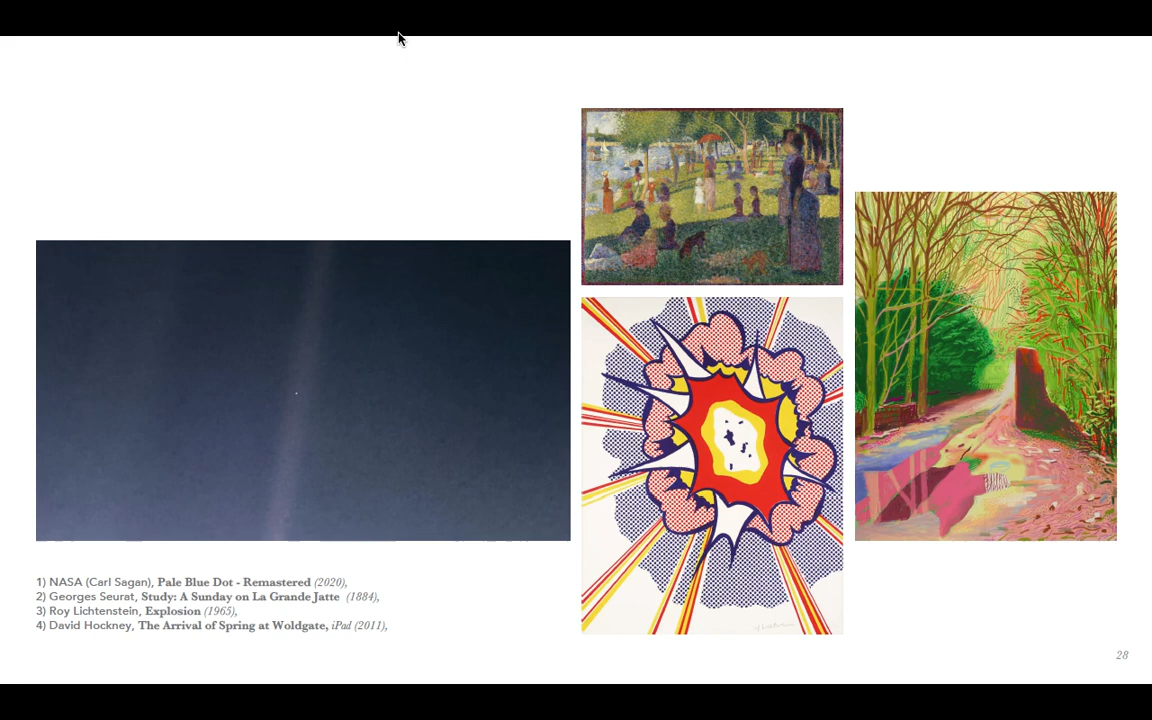 1) NASA (Carl Sagan), Pale Blue Dot - Remastered (2020),
2) Georges Seurat, Study: A Sunday on La Grande Jatte (1884),
3) Roy Lichtenstein, Explosion (1965),
4) David Hockney, The Arrival of Spring at Woldgate, iPad (2011),
28